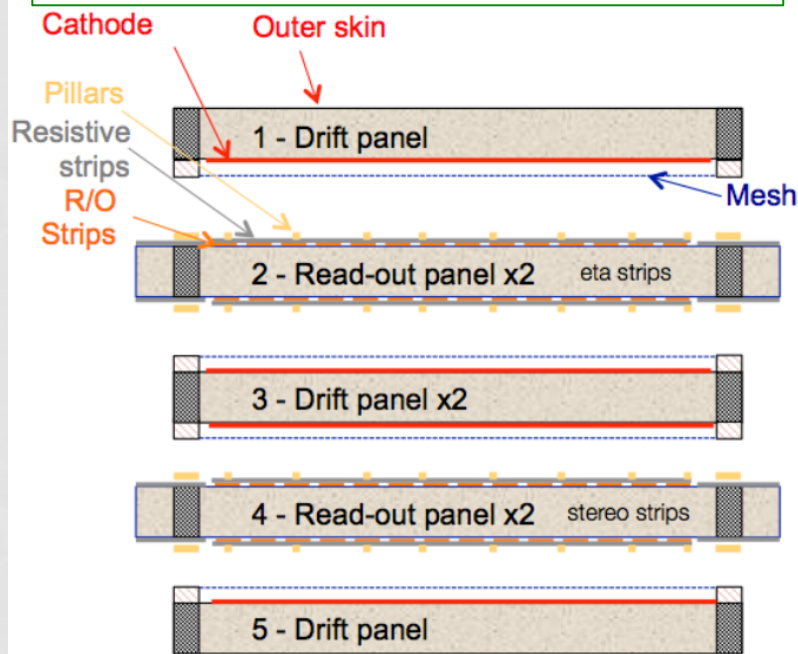 Cathode
Outer skin
Pillars
1 - Drift panel
Resistive
strips
R/O
Strips
Mesh
2 - Read-out panel x2
eta strips
3 - Drift panel x2
4 - Read-out panel x2
stereo strips
5 - Drift panel